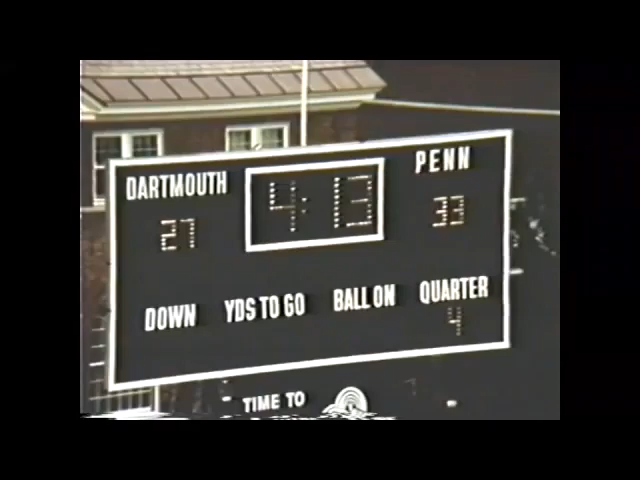 DARTMOUTH 4:13 PENN
27 33
DOWN YDS TO GO BALL ON QUARTER
4
TIME TO